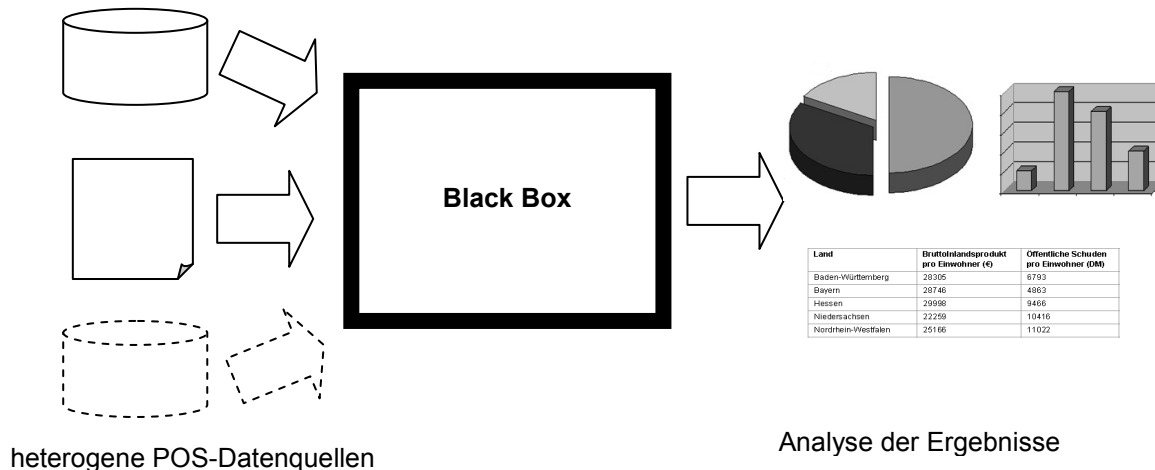 Black Box
Land Bruttoinlandsprodukt pro Einwohner (€) Öffentliche Schuden pro Einwohner (DM)
Baden-Württemberg 28305 6793
Bayern 28746 4863
Hessen 29998 9466
Niedersachsen 22259 10416
Nordrhein-Westfalen 25166 11022
heterogene POS-Datenquellen
Analyse der Ergebnisse